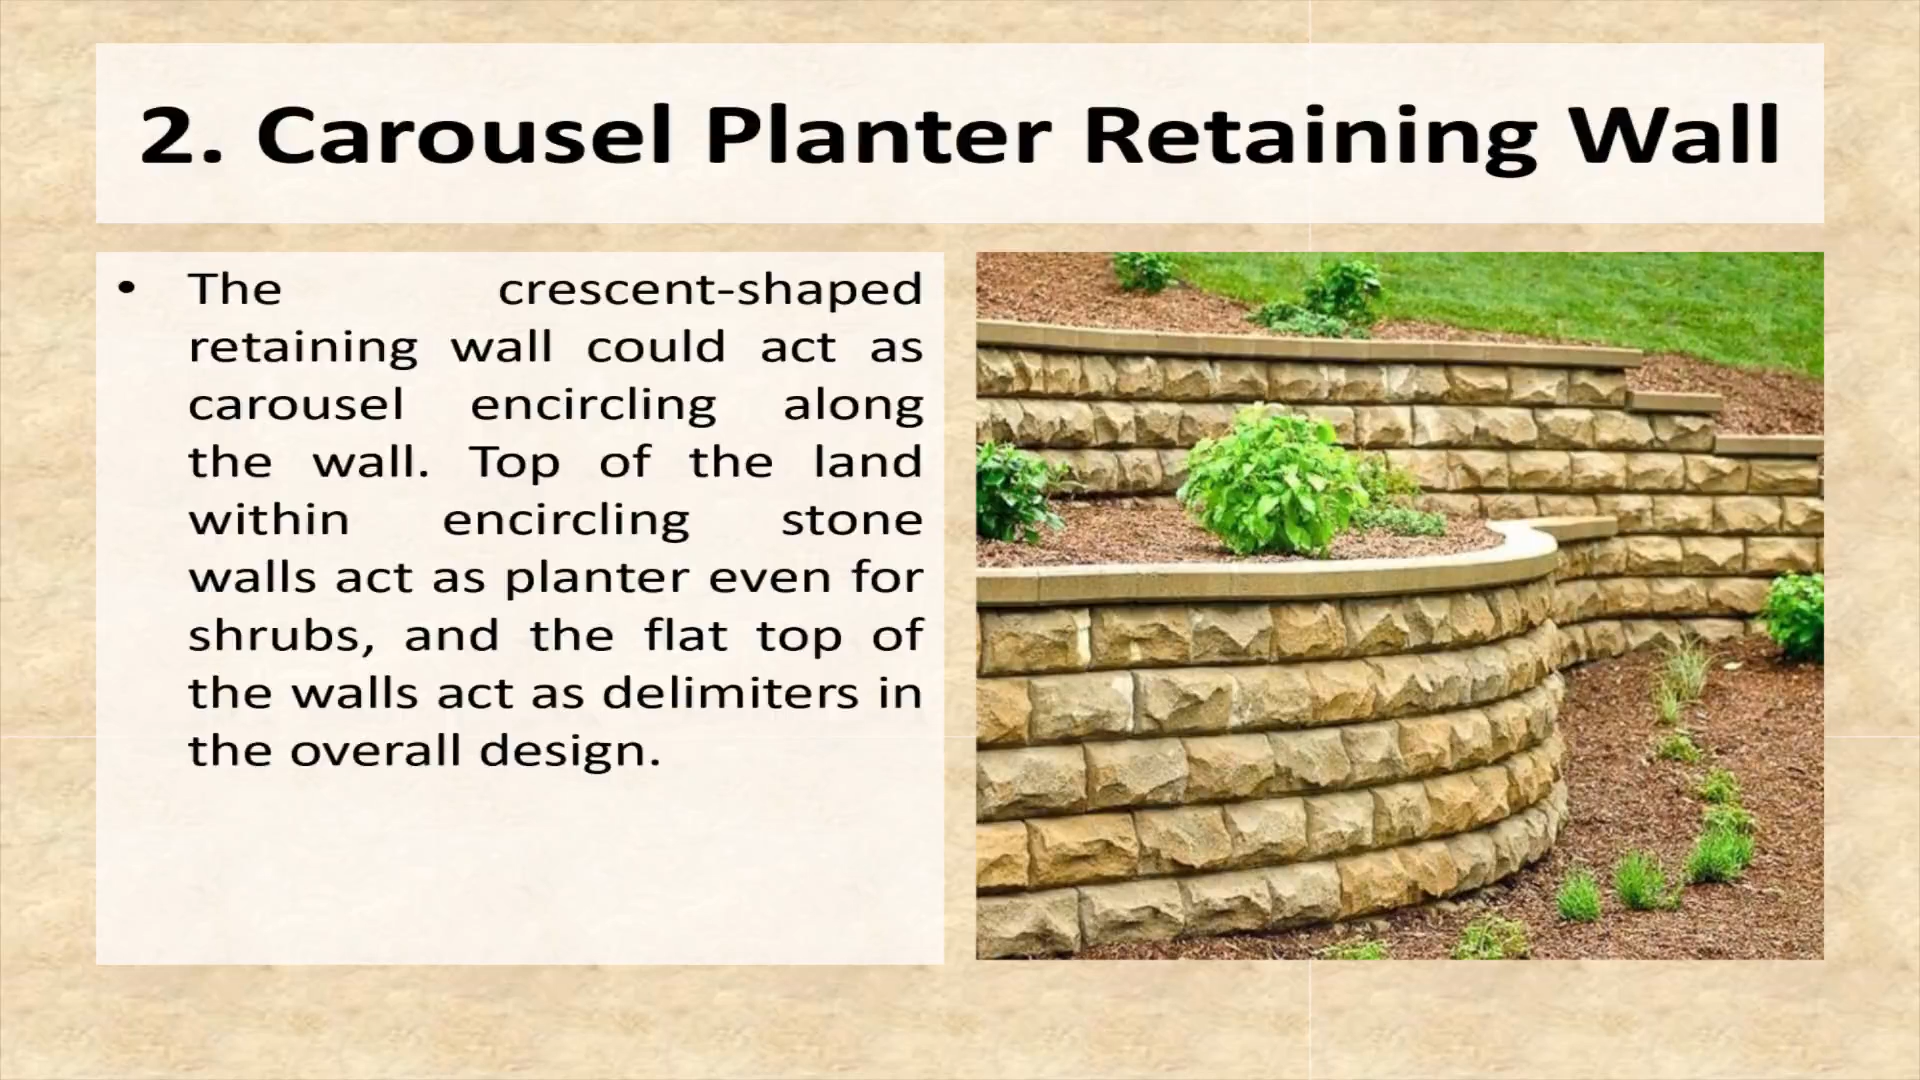 2. Carousel Planter Retaining Wall
• The crescent-shaped
retaining wall could act as
carousel encircling along
the wall. Top of the land
within encircling stone
walls act as planter even for
shrubs, and the flat top of
the walls act as delimiters in
the overall design.